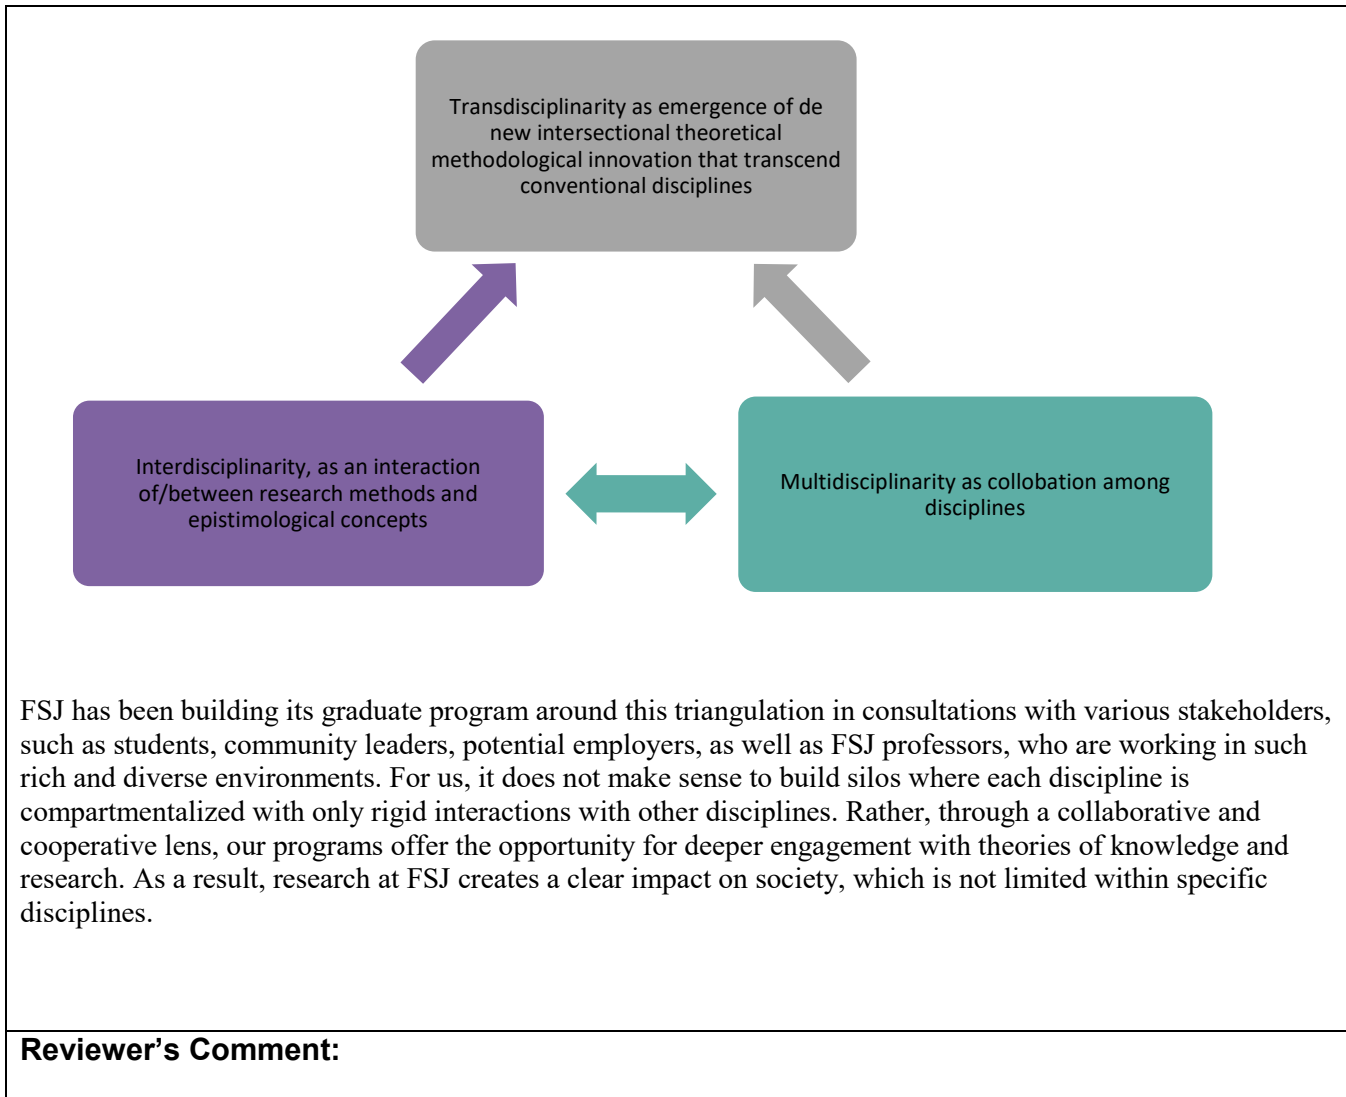 Transdisciplinarity as emergence of de
new intersectional theoretical
methodological innovation that transcend
conventional disciplines
Interdisciplinarity, as an interaction
of/between research methods and
epistimological concepts
Multidisciplinarity as collobation among
disciplines
FSJ has been building its graduate program around this triangulation in consultations with various stakeholders,
such as students, community leaders, potential employers, as well as FSJ professors, who are working in such
rich and diverse environments. For us, it does not make sense to build silos where each discipline is
compartmentalized with only rigid interactions with other disciplines. Rather, through a collaborative and
cooperative lens, our programs offer the opportunity for deeper engagement with theories of knowledge and
research. As a result, research at FSJ creates a clear impact on society, which is not limited within specific
disciplines.
Reviewer’s Comment: